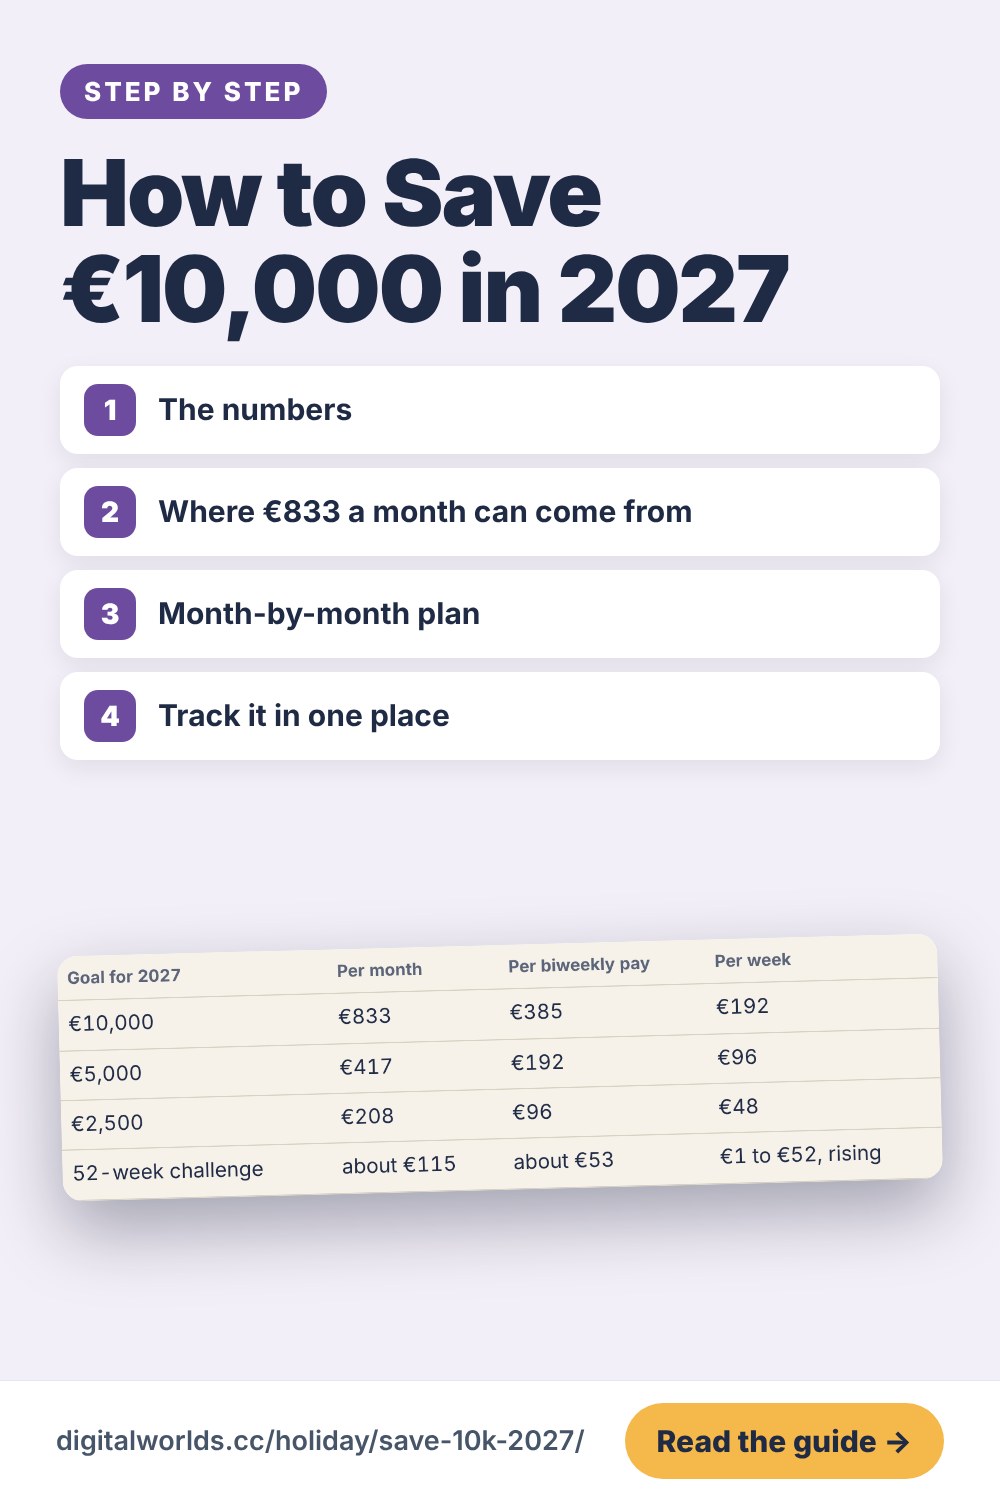 STEP BY STEP
How to Save
€10,000 in 2027
1 The numbers
2 Where €833 a month can come from
3 Month-by-month plan
4 Track it in one place
Goal for 2027 Per month Per biweekly pay Per week
€10,000 €833 €385 €192
€5,000 €417 €192 €96
€2,500 €208 €96 €48
52-week challenge about €115 about €53 €1 to €52, rising
digitalworlds.cc/holiday/save-10k-2027/ Read the guide →